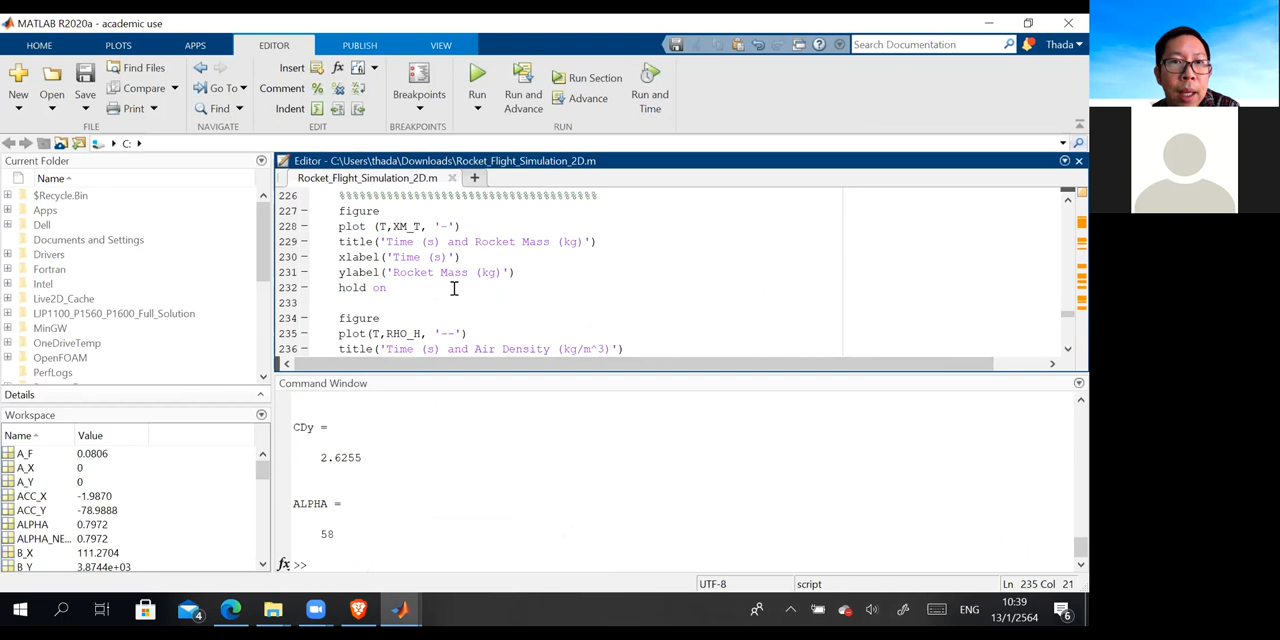 MATLAB R2020a - academic use
HOME PLOTS APPS EDITOR PUBLISH VIEW
Search Documentation
Thada
New
Open
Save
Find Files
Compare
Print
FILE
Go To
Find
NAVIGATE
Insert
Comment
Indent
EDIT
Breakpoints
BREAKPOINTS
Run
Run and
Advance
Run Section
Advance
Run and
Time
RUN
C:
Current Folder
Name
$Recycle.Bin
Apps
Dell
Documents and Settings
Drivers
Fortran
Intel
Live2D_Cache
LJP1100_P1560_P1600_Full_Solution
MinGW
OneDriveTemp
OpenFOAM
PerfLogs
Details
Workspace
Name Value
A_F 0.0806
A_X 0
A_Y 0
ACC_X -1.9870
ACC_Y -78.9888
ALPHA 0.7972
ALPHA_NE... 0.7972
B_X 111.2704
B_Y 3.8744e+03
Editor - C:\Users\thada\Downloads\Rocket_Flight_Simulation_2D.m
Rocket_Flight_Simulation_2D.m
226 %%%%%%%%%%%%%%%%%%%%%%%%%%%%%%%%%%%%%%
227 figure
228 plot (T,XM_T, '-')
229 title('Time (s) and Rocket Mass (kg)')
230 xlabel('Time (s)')
231 ylabel('Rocket Mass (kg)')
232 hold on
233
234 figure
235 plot(T,RHO_H, '--')
236 title('Time (s) and Air Density (kg/m^3)')
Command Window
CDy =
2.6255
ALPHA =
58
fx >>
UTF-8 script Ln 235 Col 21
4
ENG
10:39
13/1/2564
6